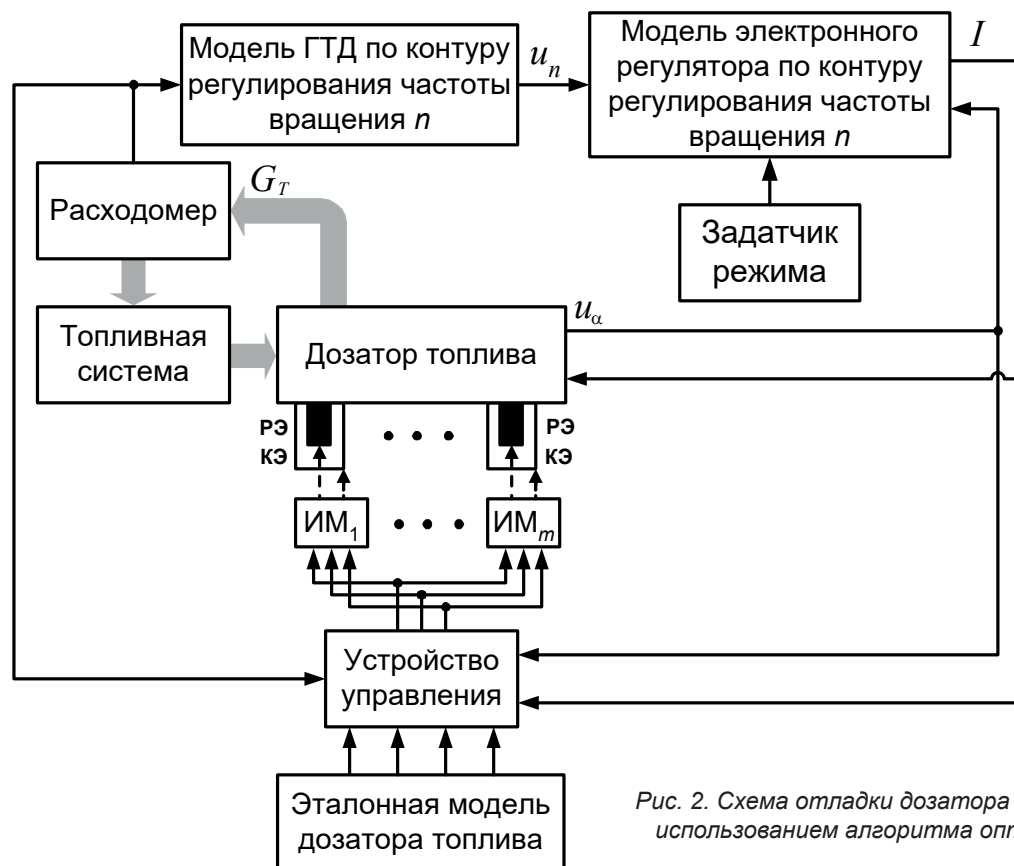 Модель ГТД по контуру
регулирования частоты
вращения n
u_n
Модель электронного
регулятора по контуру
регулирования частоты
вращения n
I
Расходомер
G_T
Задатчик
режима
Топливная
система
Дозатор топлива
u_α
РЭ
КЭ
РЭ
КЭ
ИМ₁
ИМ_m
Устройство
управления
Эталонная модель
дозатора топлива
Рис. 2. Схема отладки дозатора
использованием алгоритма